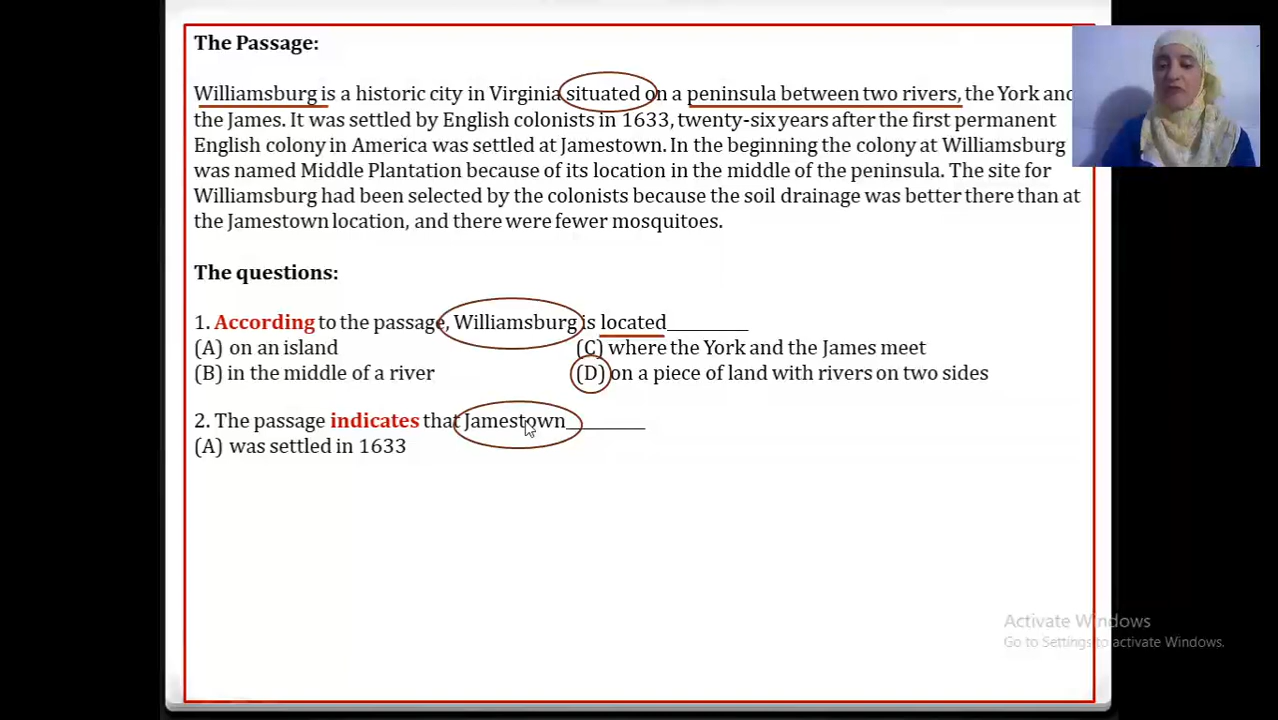 The Passage:
Williamsburg is a historic city in Virginia situated on a peninsula between two rivers, the York and
the James. It was settled by English colonists in 1633, twenty-six years after the first permanent
English colony in America was settled at Jamestown. In the beginning the colony at Williamsburg
was named Middle Plantation because of its location in the middle of the peninsula. The site for
Williamsburg had been selected by the colonists because the soil drainage was better there than at
the Jamestown location, and there were fewer mosquitoes.
The questions:
1. According to the passage, Williamsburg is located________
(A) on an island (C) where the York and the James meet
(B) in the middle of a river (D) on a piece of land with rivers on two sides
2. The passage indicates that Jamestown________
(A) was settled in 1633
Activate Windows
Go to Settings to activate Windows.